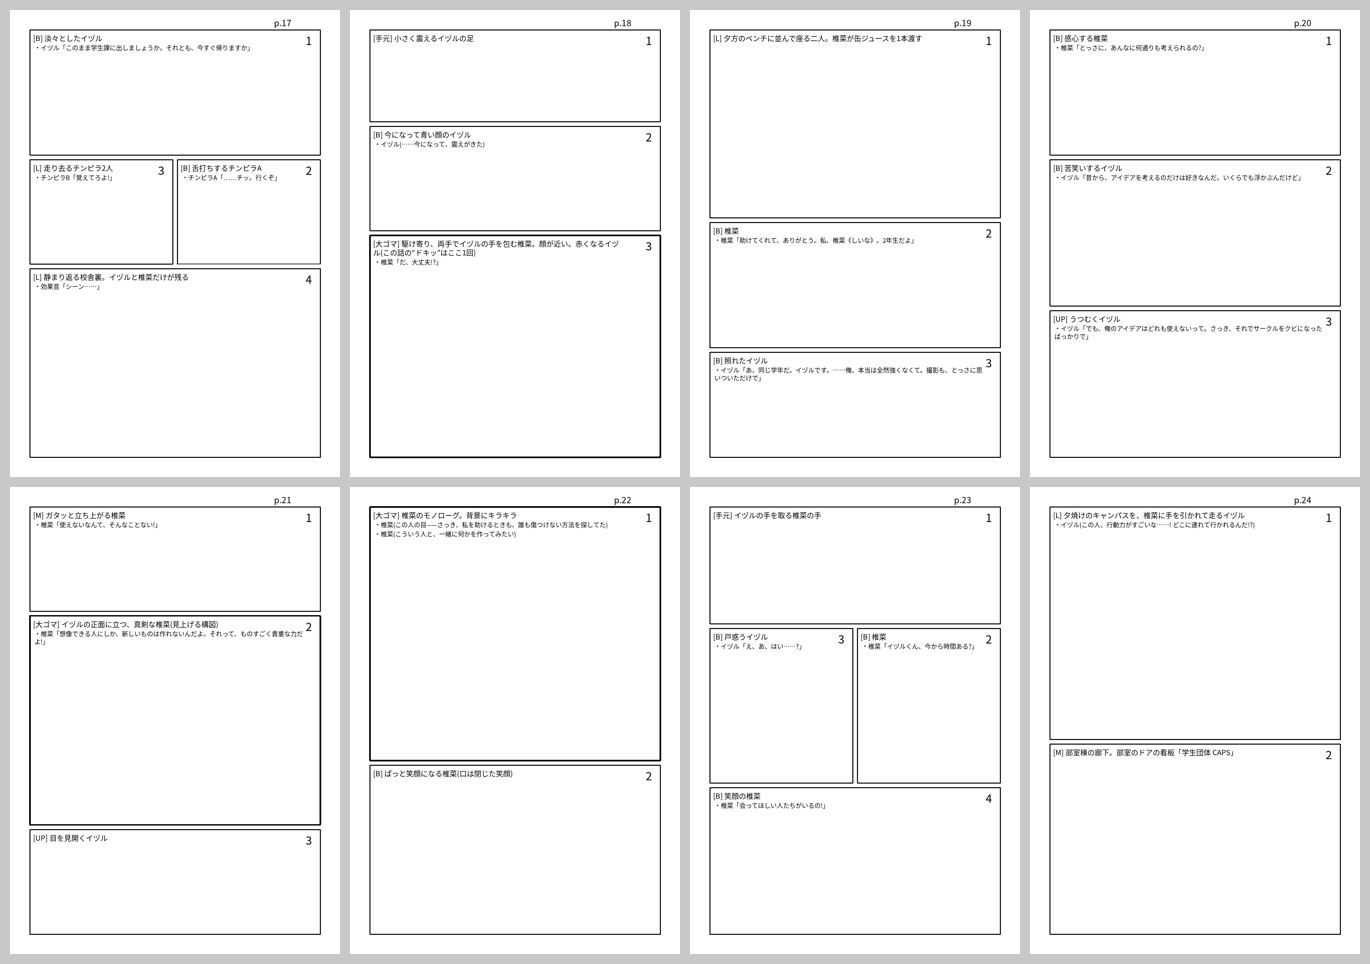 p.17
[B] 淡々としたイヅル
1
・イヅル「このまま学生課に出しましょうか。それとも、今すぐ帰りますか」
[B] 舌打ちするチンピラA
2
・チンピラA「……チッ。行くぞ」
[L] 走り去るチンピラ2人
3
・チンピラB「覚えてろよ!」
[L] 静まり返る校舎裏。イヅルと椎菜だけが残る
4
・効果音「シーン……」
p.18
[手元] 小さく震えるイヅルの足
1
[B] 今になって青い顔のイヅル
2
・イヅル(……今になって、震えがきた)
[大ゴマ] 駆け寄り、両手でイヅルの手を包む椎菜。顔が近い。赤くなるイヅ
ル(この話の“ドキッ”はここ1回)
3
・椎菜「だ、大丈夫!?」
p.19
[L] 夕方のベンチに並んで座る二人。椎菜が缶ジュースを1本渡す
1
[B] 椎菜
2
・椎菜「助けてくれて、ありがとう。私、椎菜《しいな》。2年生だよ」
[B] 照れたイヅル
3
・イヅル「あ、同じ学年だ。イヅルです。……俺、本当は全然強くなくて。撮影も、とっさに思
いついただけで」
p.20
[B] 感心する椎菜
1
・椎菜「とっさに、あんなに何通りも考えられるの?」
[B] 苦笑いするイヅル
2
・イヅル「昔から、アイデアを考えるのだけは好きなんだ。いくらでも浮かぶんだけど」
[UP] うつむくイヅル
3
・イヅル「でも、俺のアイデアはどれも使えないって。さっき、それでサークルをクビになった
ばっかりで」
p.21
[M] ガタッと立ち上がる椎菜
1
・椎菜「使えないなんて、そんなことない!」
[大ゴマ] イヅルの正面に立つ、真剣な椎菜(見上げる構図)
2
・椎菜「想像できる人にしか、新しいものは作れないんだよ。それって、ものすごく貴重な力だ
よ!」
[UP] 目を見開くイヅル
3
p.22
[大ゴマ] 椎菜のモノローグ。背景にキラキラ
1
・椎菜(この人の目──さっき、私を助けるときも、誰も傷つけない方法を探してた)
・椎菜(こういう人と、一緒に何かを作ってみたい)
[B] ぱっと笑顔になる椎菜(口は閉じた笑顔)
2
p.23
[手元] イヅルの手を取る椎菜の手
1
[B] 椎菜
2
・椎菜「イヅルくん、今から時間ある?」
[B] 戸惑うイヅル
3
・イヅル「え、あ、はい……?」
[B] 笑顔の椎菜
4
・椎菜「会ってほしい人たちがいるの!」
p.24
[L] 夕焼けのキャンパスを、椎菜に手を引かれて走るイヅル
1
・イヅル(この人、行動力がすごいな……! どこに連れて行かれるんだ!?)
[M] 部室棟の廊下。部室のドアの看板「学生団体 CAPS」
2